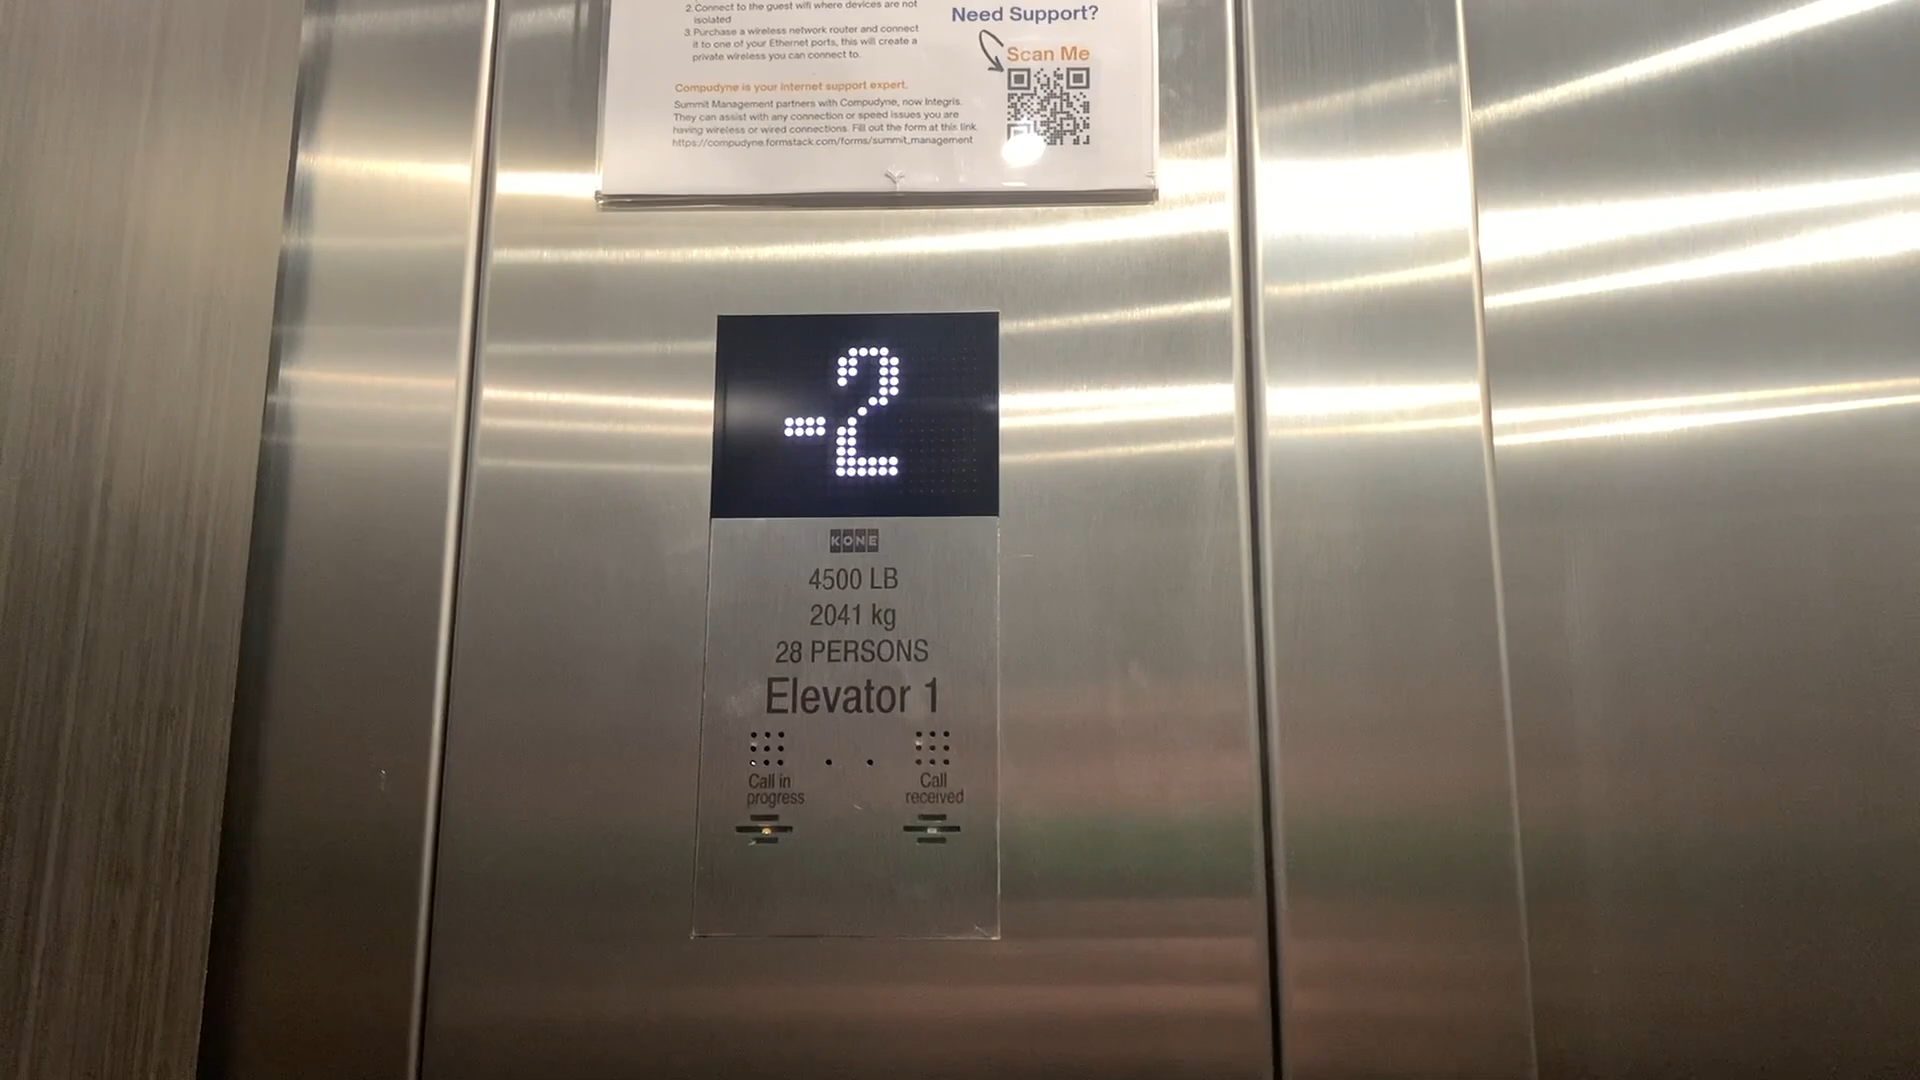 2. Connect to the guest wifi where devices are not
isolated
3. Purchase a wireless network router and connect
it to one of your Ethernet ports, this will create a
private wireless you can connect to.
Compudyne is your internet support expert.
Summit Management partners with Compudyne, now Integris.
They can assist with any connection or speed issues you are
having wireless or wired connections. Fill out the form at this link.
https://compudyne.formstack.com/forms/summit_management
Need Support?
Scan Me
-2
KONE
4500 LB
2041 kg
28 PERSONS
Elevator 1
Call in
progress
Call
received